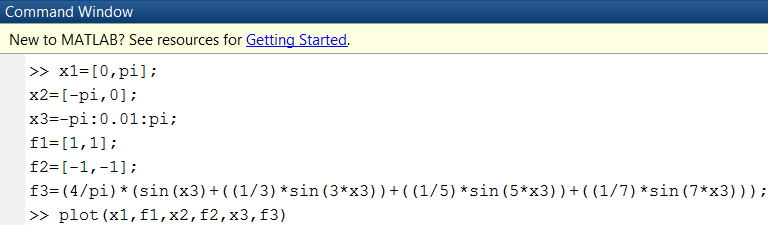 Command Window
New to MATLAB? See resources for Getting Started.
>> x1=[0,pi];
x2=[-pi,0];
x3=-pi:0.01:pi;
f1=[1,1];
f2=[-1,-1];
f3=(4/pi)*(sin(x3)+((1/3)*sin(3*x3))+((1/5)*sin(5*x3))+((1/7)*sin(7*x3)));
>> plot(x1,f1,x2,f2,x3,f3)